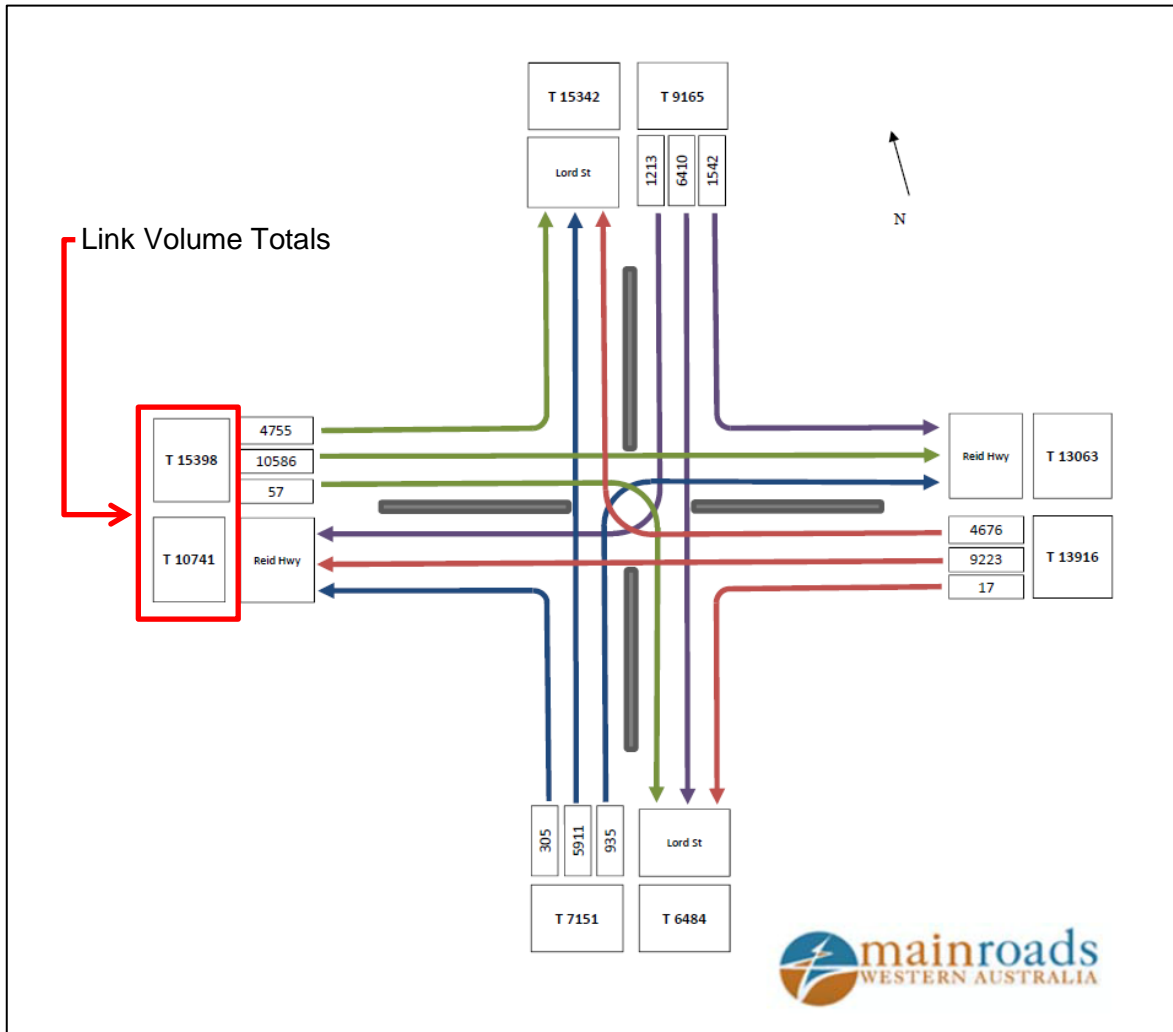 T 15342
T 9165
Lord St
1213
6410
1542
N
Link Volume Totals
4755
T 15398
10586
57
T 10741
Reid Hwy
Reid Hwy
T 13063
4676
9223
T 13916
17
305
5911
935
Lord St
T 7151
T 6484
mainroads
WESTERN AUSTRALIA